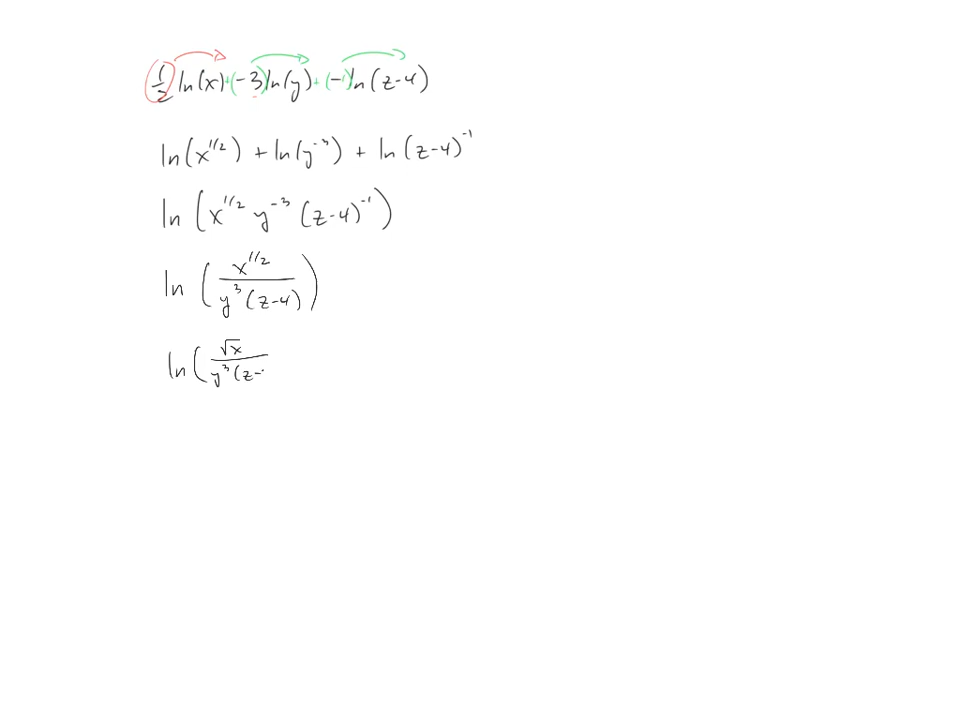 ½ ln(x) + (-3) ln(y) + (-1) ln(z-4)
ln(x^{1/2}) + ln(y^{-3}) + ln(z-4)^{-1}
ln(x^{1/2} y^{-3} (z-4)^{-1})
ln(x^{1/2} / y^3(z-4))
ln(√x / y^3(z-